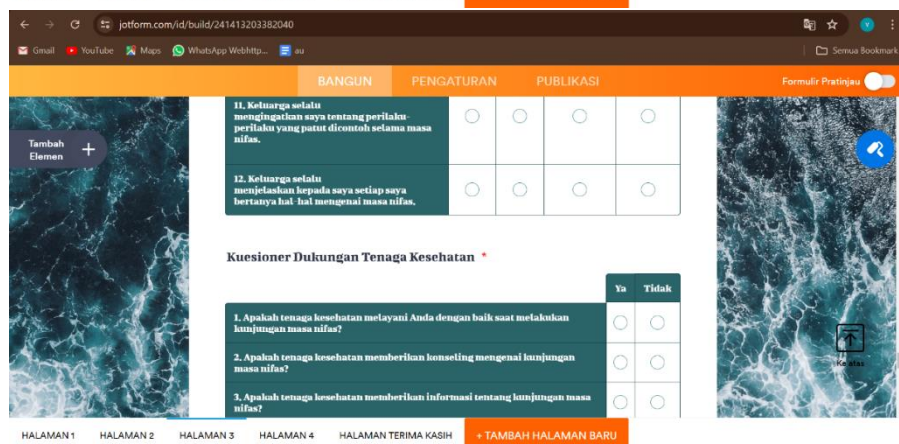 jotform.com/id/build/241413203382040
Gmail YouTube Maps WhatsApp Webhttp... au Semua Bookmark
BANGUN PENGATURAN PUBLIKASI Formulir Pratinjau
Tambah
Elemen +
11. Keluarga selalu
mengingatkan saya tentang perilaku-
perilaku yang patut dicontoh selama masa
nifas.
12. Keluarga selalu
menjelaskan kepada saya setiap saya
bertanya hal-hal mengenai masa nifas.
Kuesioner Dukungan Tenaga Kesehatan *
Ya Tidak
1. Apakah tenaga kesehatan melayani Anda dengan baik saat melakukan
kunjungan masa nifas?
2. Apakah tenaga kesehatan memberikan konseling mengenai kunjungan
masa nifas?
3. Apakah tenaga kesehatan memberikan informasi tentang kunjungan masa
nifas?
Ke atas
HALAMAN 1 HALAMAN 2 HALAMAN 3 HALAMAN 4 HALAMAN TERIMA KASIH + TAMBAH HALAMAN BARU